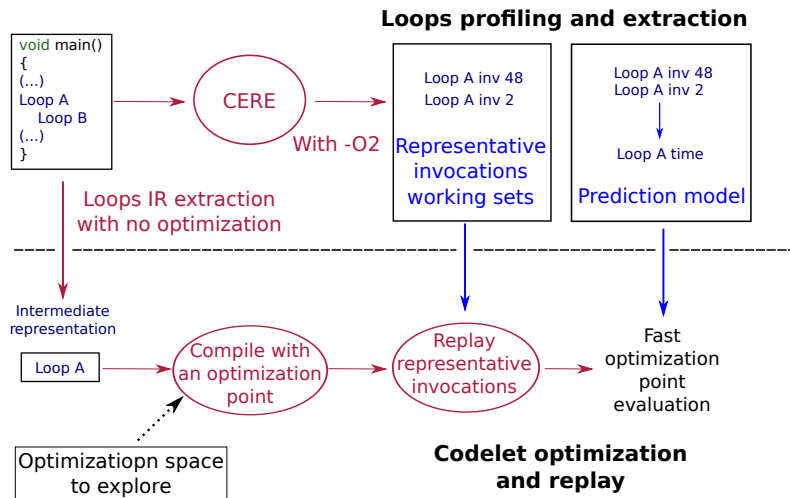 Loops profiling and extraction
void main()
{
(...)
Loop A
Loop B
(...)
}
CERE
With -O2
Loop A inv 48
Loop A inv 2
Representative
invocations
working sets
Loop A inv 48
Loop A inv 2
Loop A time
Prediction model
Loops IR extraction
with no optimization
Intermediate
representation
Loop A
Compile with
an optimization
point
Replay
representative
invocations
Fast
optimization
point
evaluation
Optimizatiopn space
to explore
Codelet optimization
and replay